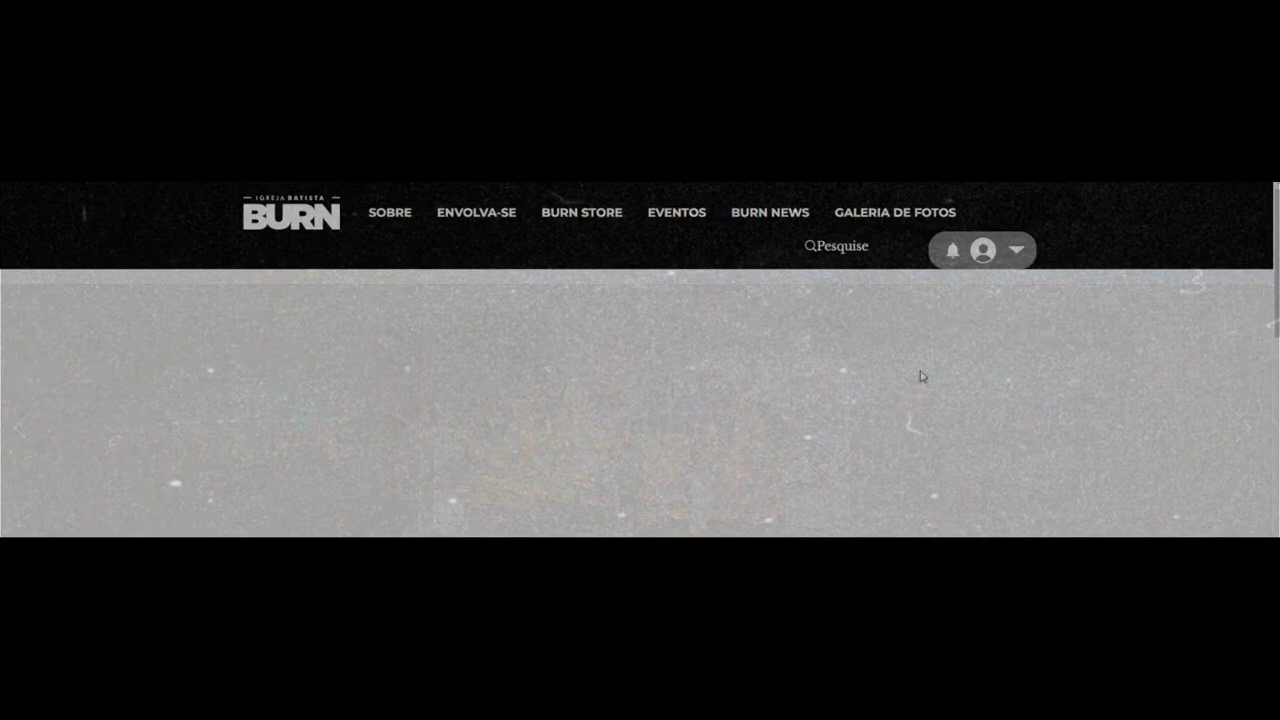 IGREJA BATISTA
BURN
SOBRE ENVOLVA-SE BURN STORE EVENTOS BURN NEWS GALERIA DE FOTOS
Pesquise